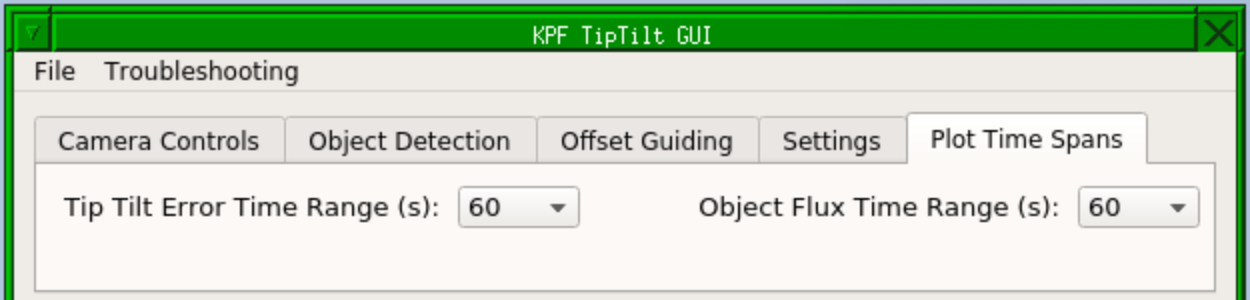 KPF TipTilt GUI
File Troubleshooting
Camera Controls Object Detection Offset Guiding Settings Plot Time Spans
Tip Tilt Error Time Range (s): 60 Object Flux Time Range (s): 60